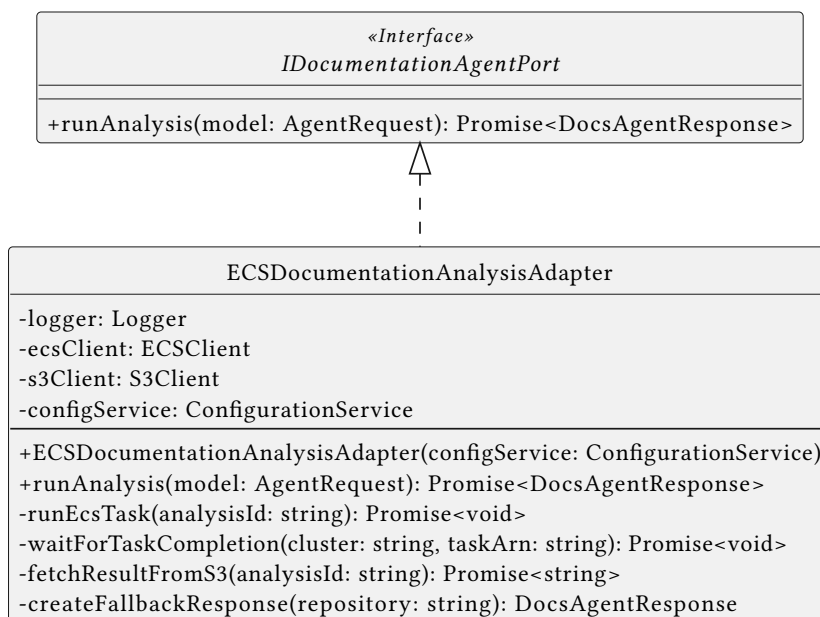 «Interface»
IDocumentationAgentPort
+runAnalysis(model: AgentRequest): Promise<DocsAgentResponse>
ECSDocumentationAnalysisAdapter
-logger: Logger
-ecsClient: ECSClient
-s3Client: S3Client
-configService: ConfigurationService
+ECSDocumentationAnalysisAdapter(configService: ConfigurationService)
+runAnalysis(model: AgentRequest): Promise<DocsAgentResponse>
-runEcsTask(analysisId: string): Promise<void>
-waitForTaskCompletion(cluster: string, taskArn: string): Promise<void>
-fetchResultFromS3(analysisId: string): Promise<string>
-createFallbackResponse(repository: string): DocsAgentResponse